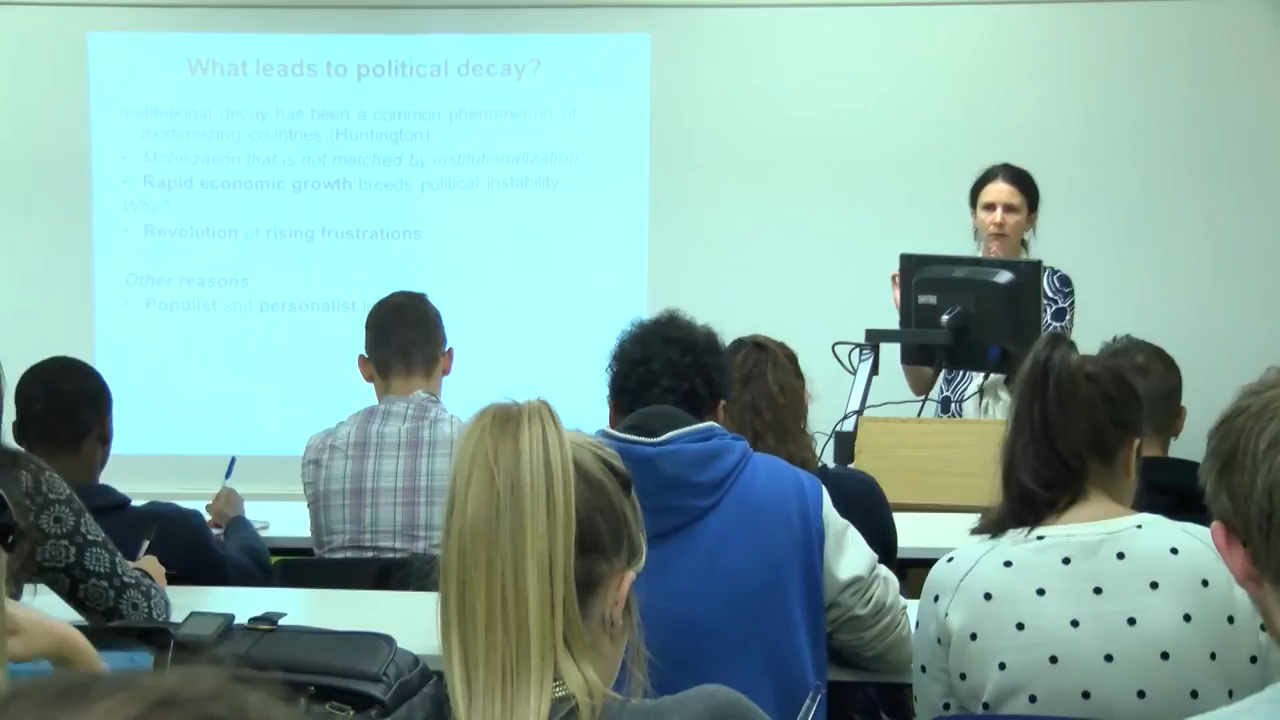 What leads to political decay?
Institutional decay has been a common phenomenon of
modernizing countries (Huntington)
• Mobilization that is not matched by institutionalization
• Rapid economic growth breeds political instability
Why?
• Revolution of rising frustrations
Other reasons
• Populist and personalist